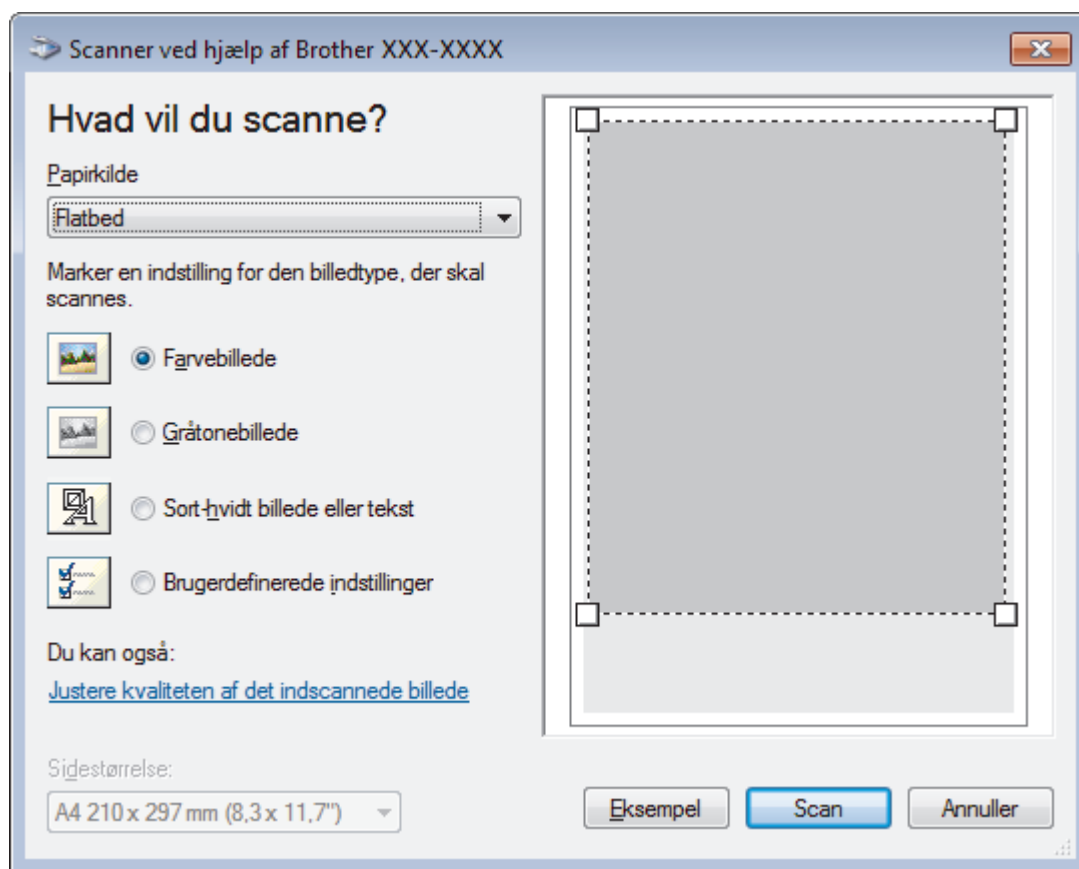 Scanner ved hjælp af Brother XXX-XXXX
Hvad vil du scanne?
Papirkilde
Flatbed
Marker en indstilling for den billedtype, der skal
scannes.
Farvebillede
Gråtonebillede
Sort-hvidt billede eller tekst
Brugerdefinerede indstillinger
Du kan også:
Justere kvaliteten af det indscannede billede
Sidestørrelse:
A4 210 x 297 mm (8,3 x 11,7")
Eksempel
Scan
Annuller